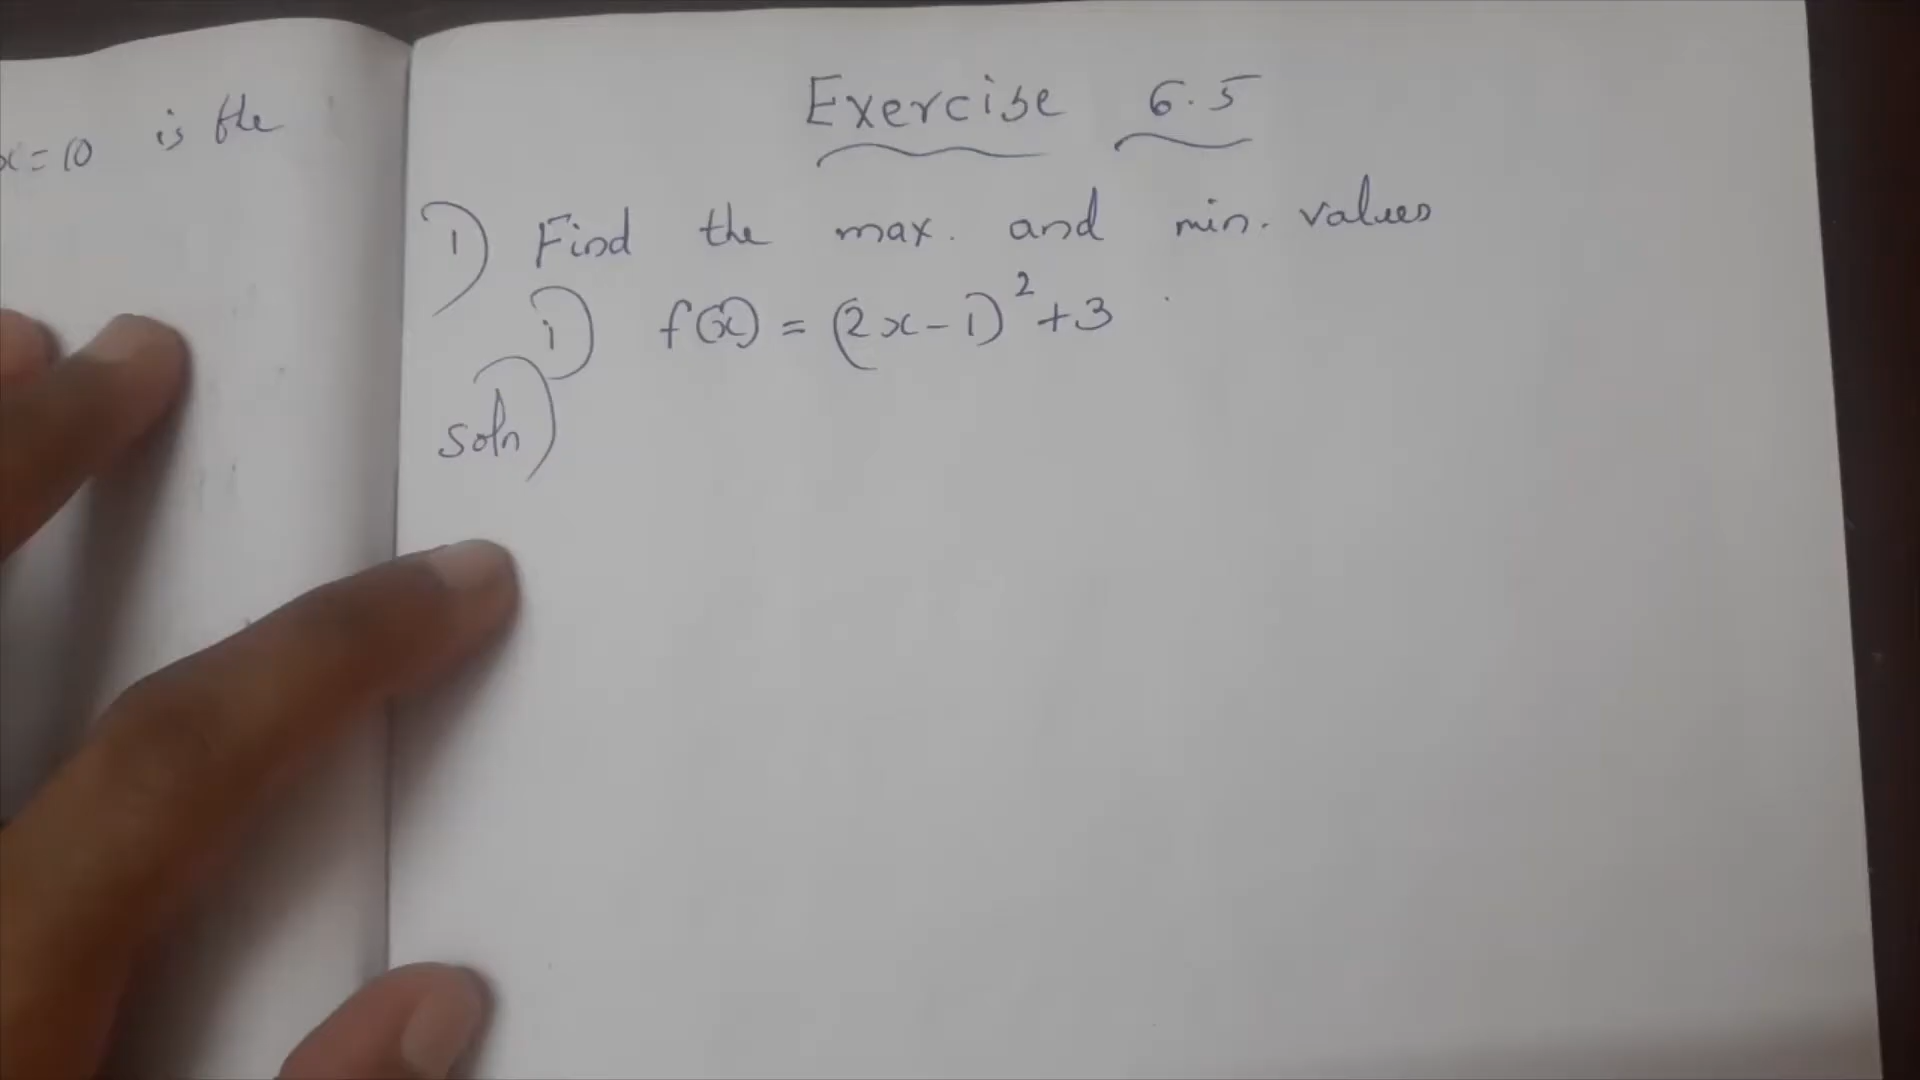 is the
x=10
Exercise 6.5
1) Find the max. and min. values
i) f(x) = (2x-1)²+3
Soln)